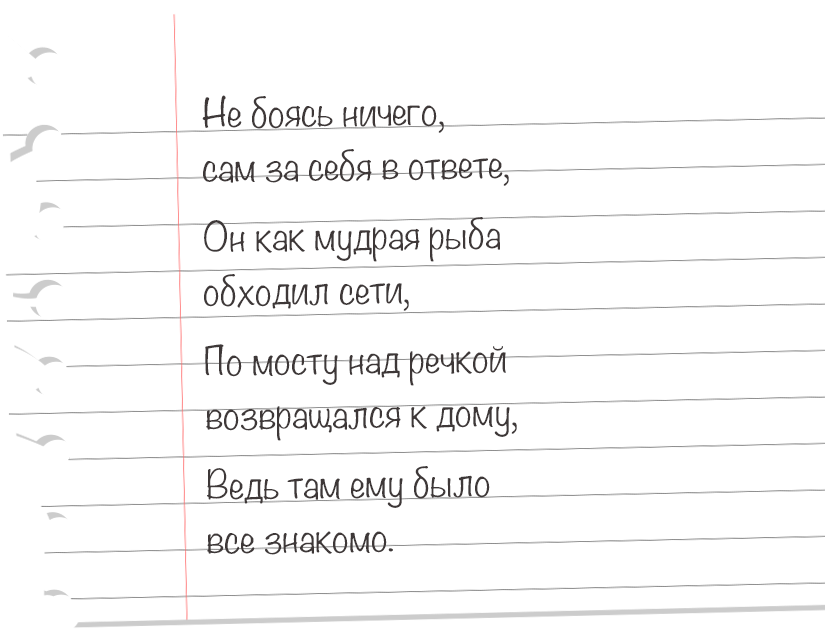 Не боясь ничего,
сам за себя в ответе,
Он как мудрая рыба
обходил сети,
По мосту над речкой
возвращался к дому,
Ведь там ему было
все знакомо.